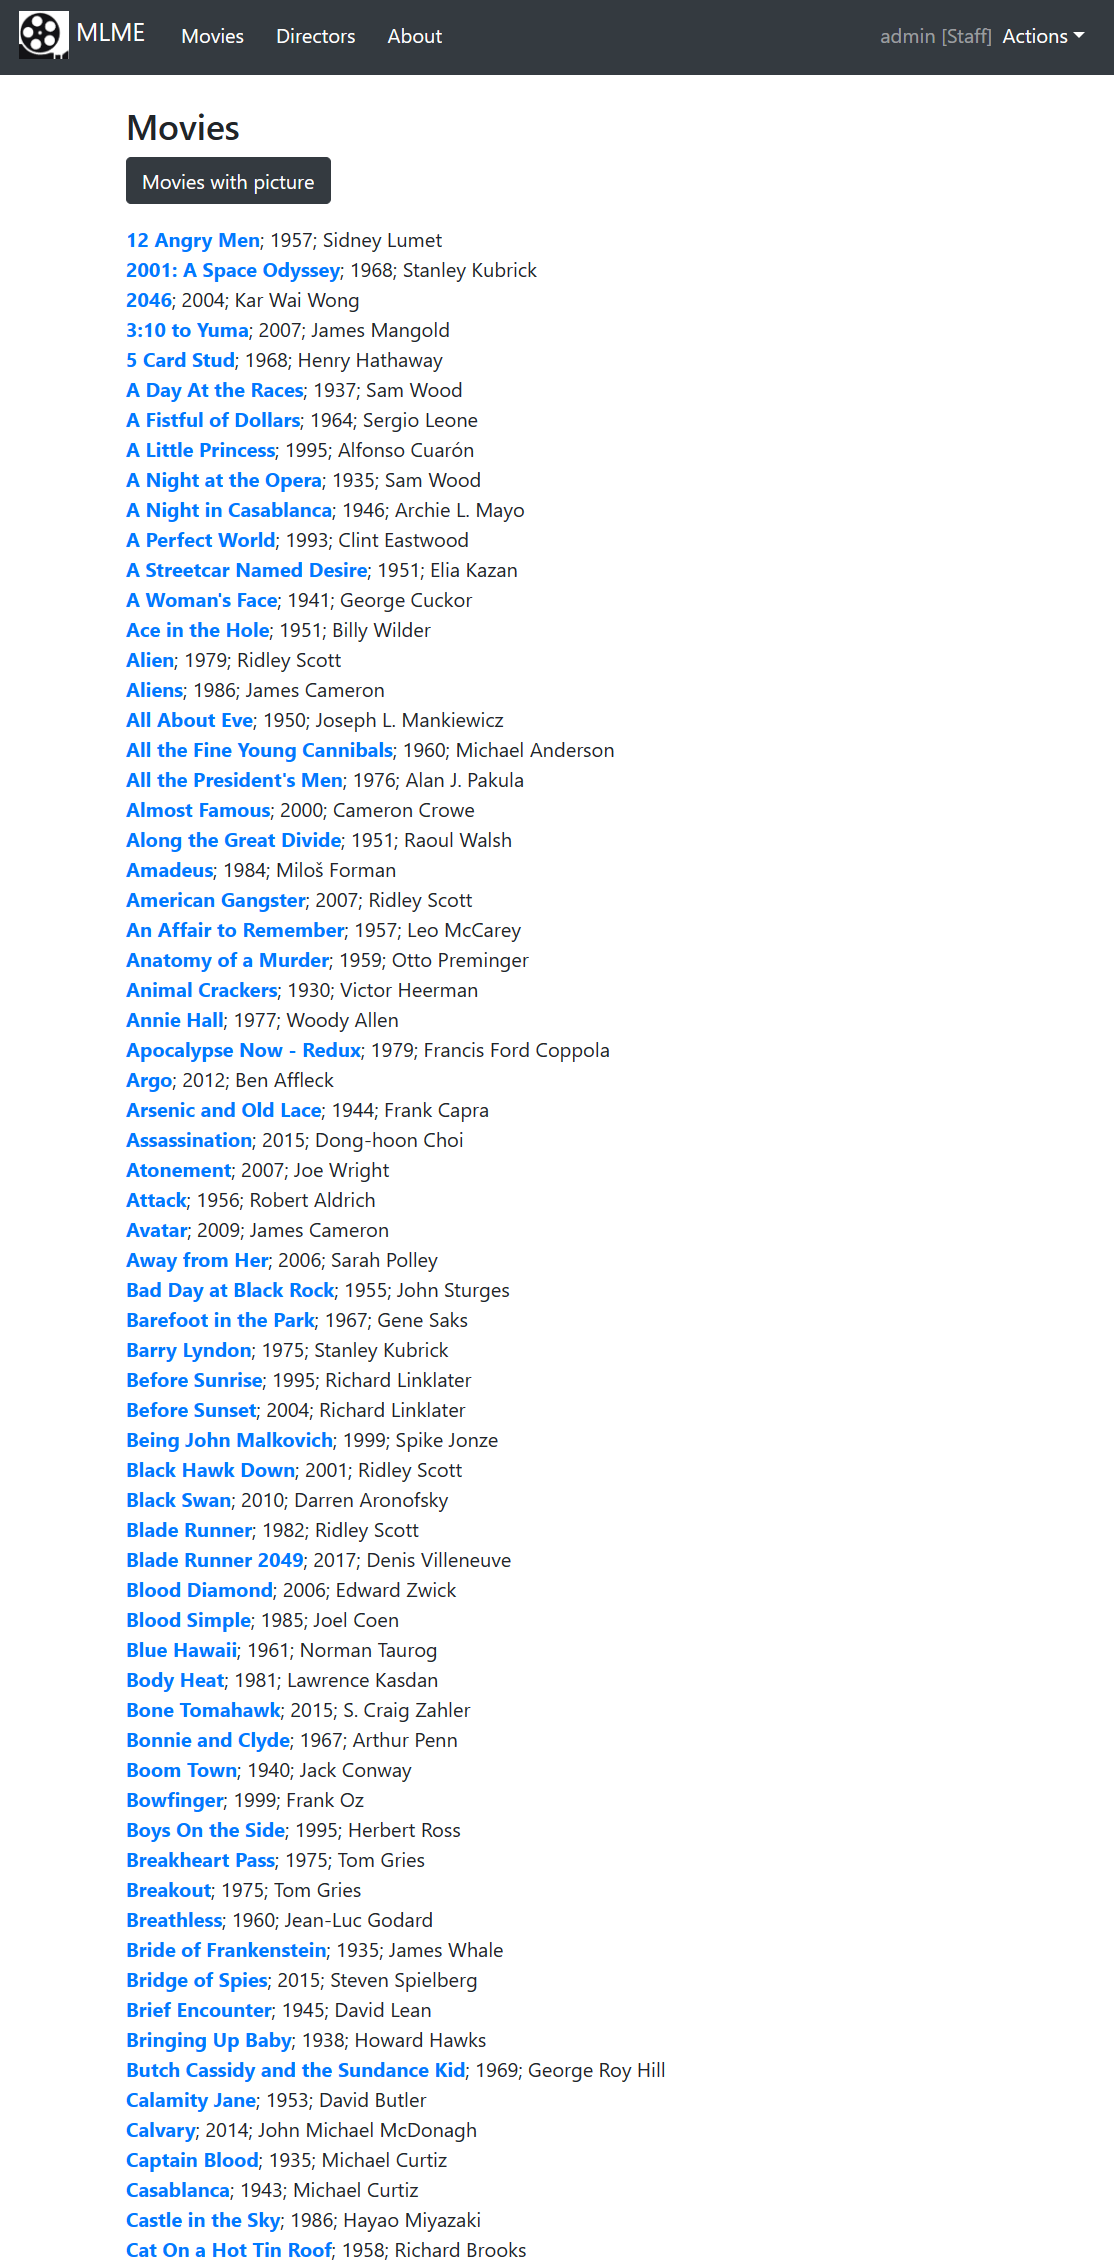 MLME Movies Directors About admin [Staff] Actions
Movies
Movies with picture
12 Angry Men; 1957; Sidney Lumet
2001: A Space Odyssey; 1968; Stanley Kubrick
2046; 2004; Kar Wai Wong
3:10 to Yuma; 2007; James Mangold
5 Card Stud; 1968; Henry Hathaway
A Day At the Races; 1937; Sam Wood
A Fistful of Dollars; 1964; Sergio Leone
A Little Princess; 1995; Alfonso Cuarón
A Night at the Opera; 1935; Sam Wood
A Night in Casablanca; 1946; Archie L. Mayo
A Perfect World; 1993; Clint Eastwood
A Streetcar Named Desire; 1951; Elia Kazan
A Woman's Face; 1941; George Cuckor
Ace in the Hole; 1951; Billy Wilder
Alien; 1979; Ridley Scott
Aliens; 1986; James Cameron
All About Eve; 1950; Joseph L. Mankiewicz
All the Fine Young Cannibals; 1960; Michael Anderson
All the President's Men; 1976; Alan J. Pakula
Almost Famous; 2000; Cameron Crowe
Along the Great Divide; 1951; Raoul Walsh
Amadeus; 1984; Miloš Forman
American Gangster; 2007; Ridley Scott
An Affair to Remember; 1957; Leo McCarey
Anatomy of a Murder; 1959; Otto Preminger
Animal Crackers; 1930; Victor Heerman
Annie Hall; 1977; Woody Allen
Apocalypse Now - Redux; 1979; Francis Ford Coppola
Argo; 2012; Ben Affleck
Arsenic and Old Lace; 1944; Frank Capra
Assassination; 2015; Dong-hoon Choi
Atonement; 2007; Joe Wright
Attack; 1956; Robert Aldrich
Avatar; 2009; James Cameron
Away from Her; 2006; Sarah Polley
Bad Day at Black Rock; 1955; John Sturges
Barefoot in the Park; 1967; Gene Saks
Barry Lyndon; 1975; Stanley Kubrick
Before Sunrise; 1995; Richard Linklater
Before Sunset; 2004; Richard Linklater
Being John Malkovich; 1999; Spike Jonze
Black Hawk Down; 2001; Ridley Scott
Black Swan; 2010; Darren Aronofsky
Blade Runner; 1982; Ridley Scott
Blade Runner 2049; 2017; Denis Villeneuve
Blood Diamond; 2006; Edward Zwick
Blood Simple; 1985; Joel Coen
Blue Hawaii; 1961; Norman Taurog
Body Heat; 1981; Lawrence Kasdan
Bone Tomahawk; 2015; S. Craig Zahler
Bonnie and Clyde; 1967; Arthur Penn
Boom Town; 1940; Jack Conway
Bowfinger; 1999; Frank Oz
Boys On the Side; 1995; Herbert Ross
Breakheart Pass; 1975; Tom Gries
Breakout; 1975; Tom Gries
Breathless; 1960; Jean-Luc Godard
Bride of Frankenstein; 1935; James Whale
Bridge of Spies; 2015; Steven Spielberg
Brief Encounter; 1945; David Lean
Bringing Up Baby; 1938; Howard Hawks
Butch Cassidy and the Sundance Kid; 1969; George Roy Hill
Calamity Jane; 1953; David Butler
Calvary; 2014; John Michael McDonagh
Captain Blood; 1935; Michael Curtiz
Casablanca; 1943; Michael Curtiz
Castle in the Sky; 1986; Hayao Miyazaki
Cat On a Hot Tin Roof; 1958; Richard Brooks